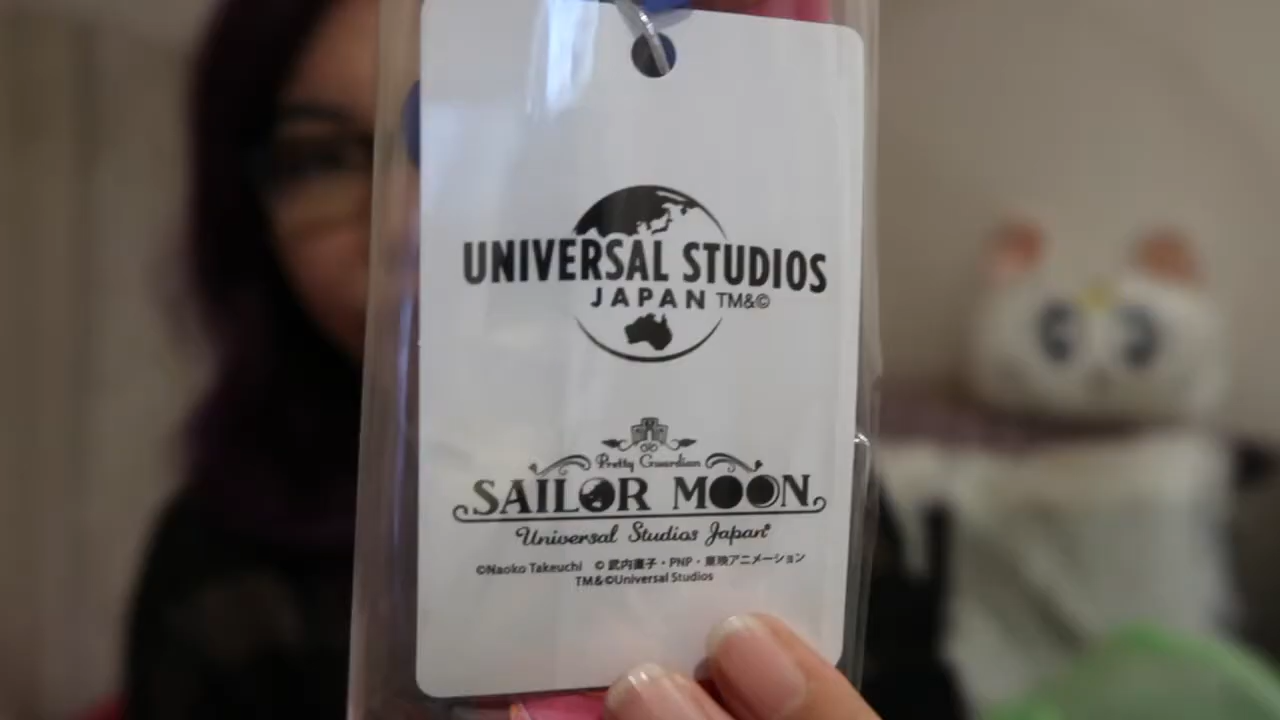 UNIVERSAL STUDIOS
JAPAN TM&©
Pretty Guardian
SAILOR MOON
Universal Studios Japan®
©Naoko Takeuchi © 武内直子・PNP・東映アニメーション
TM&©Universal Studios